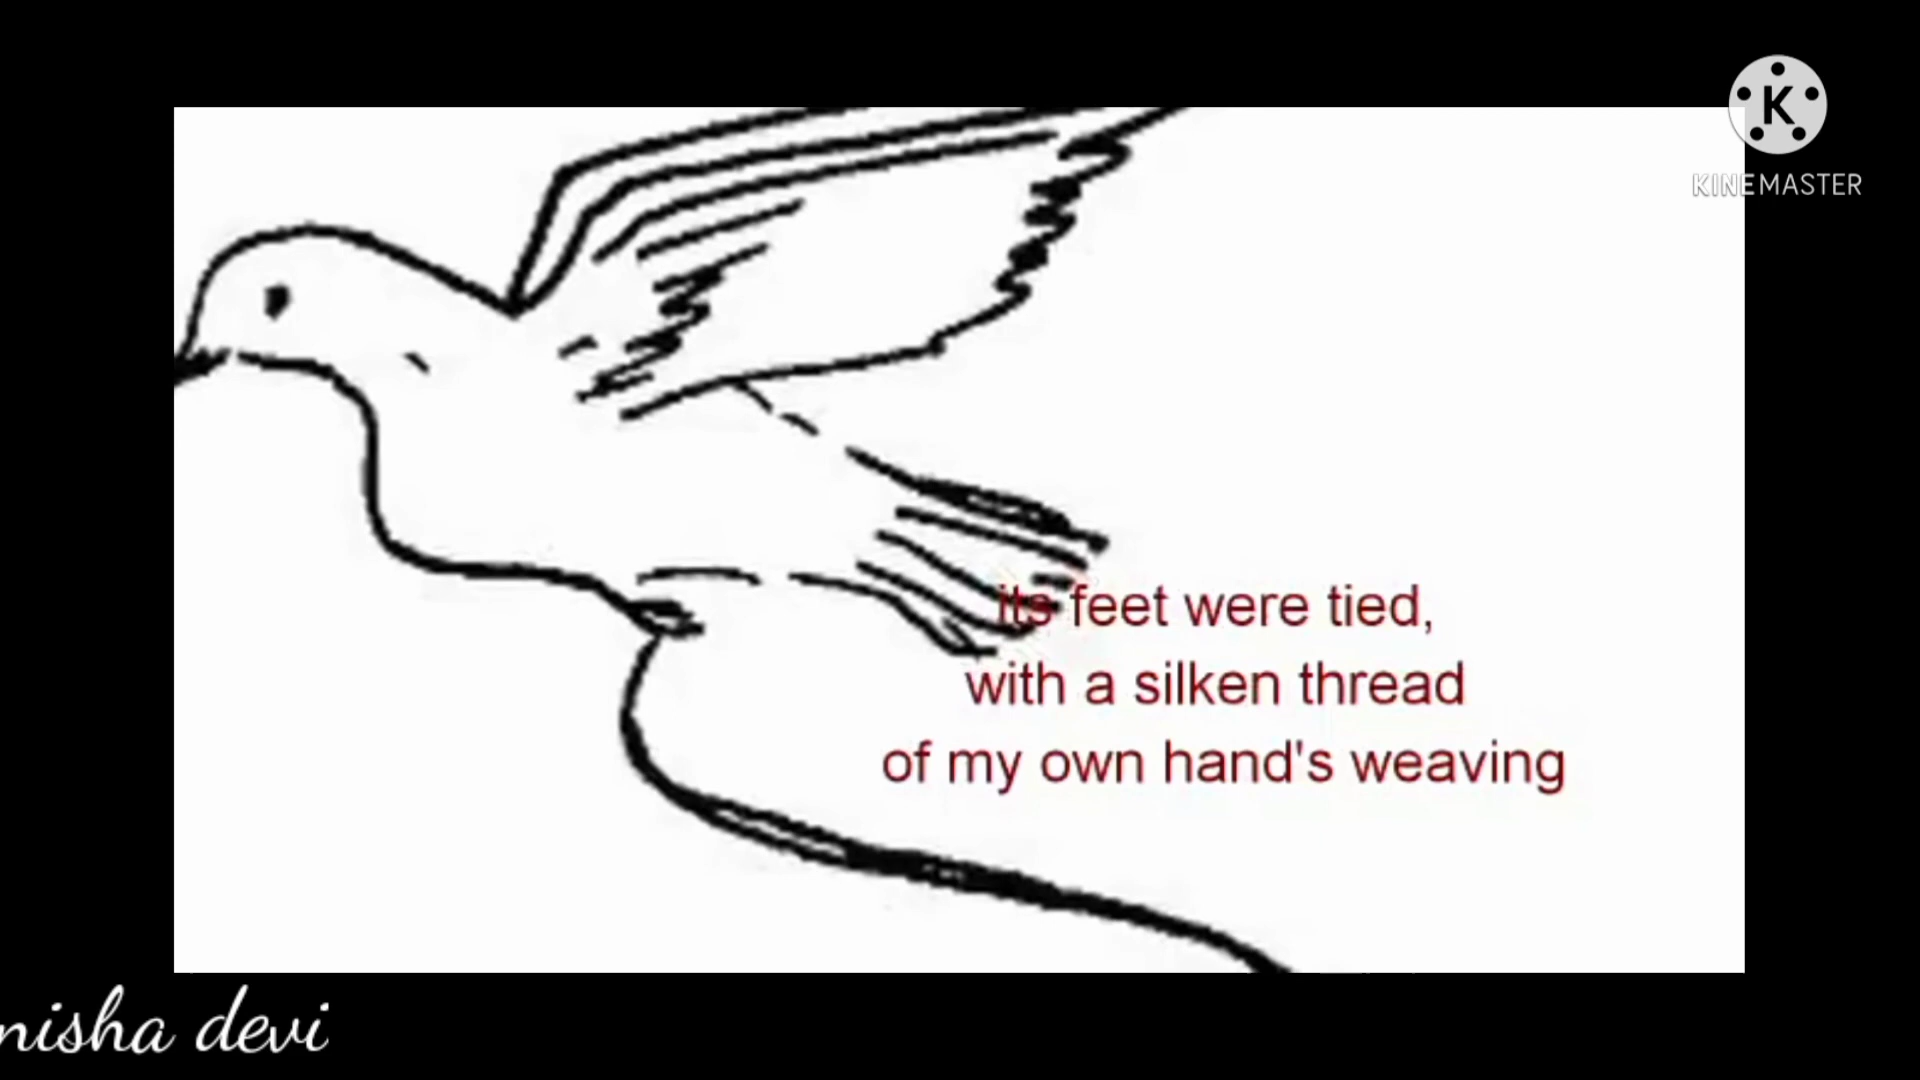 K
KINEMASTER
its feet were tied,
with a silken thread
of my own hand's weaving
nisha devi